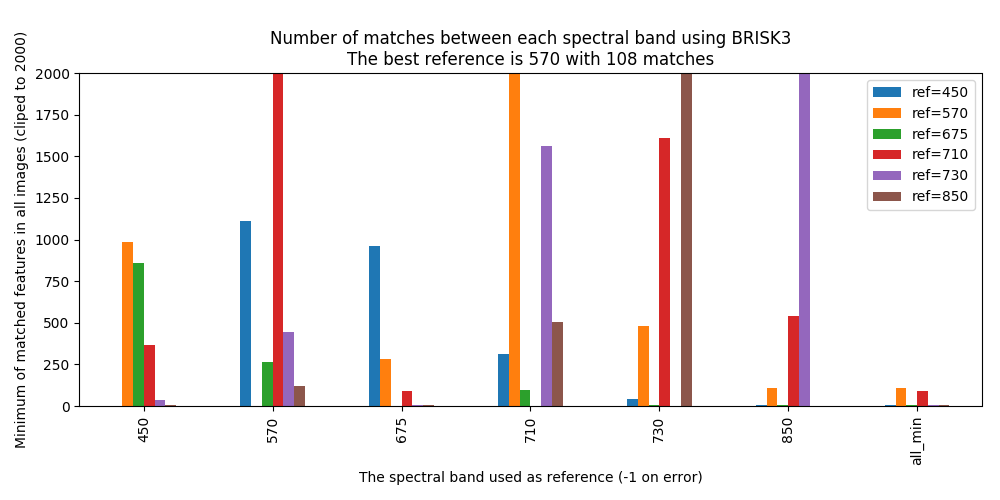 Number of matches between each spectral band using BRISK3
The best reference is 570 with 108 matches
Minimum of matched features in all images (cliped to 2000)
2000
1750
1500
1250
1000
750
500
250
0
ref=450
ref=570
ref=675
ref=710
ref=730
ref=850
450
570
675
710
730
850
all_min
The spectral band used as reference (-1 on error)